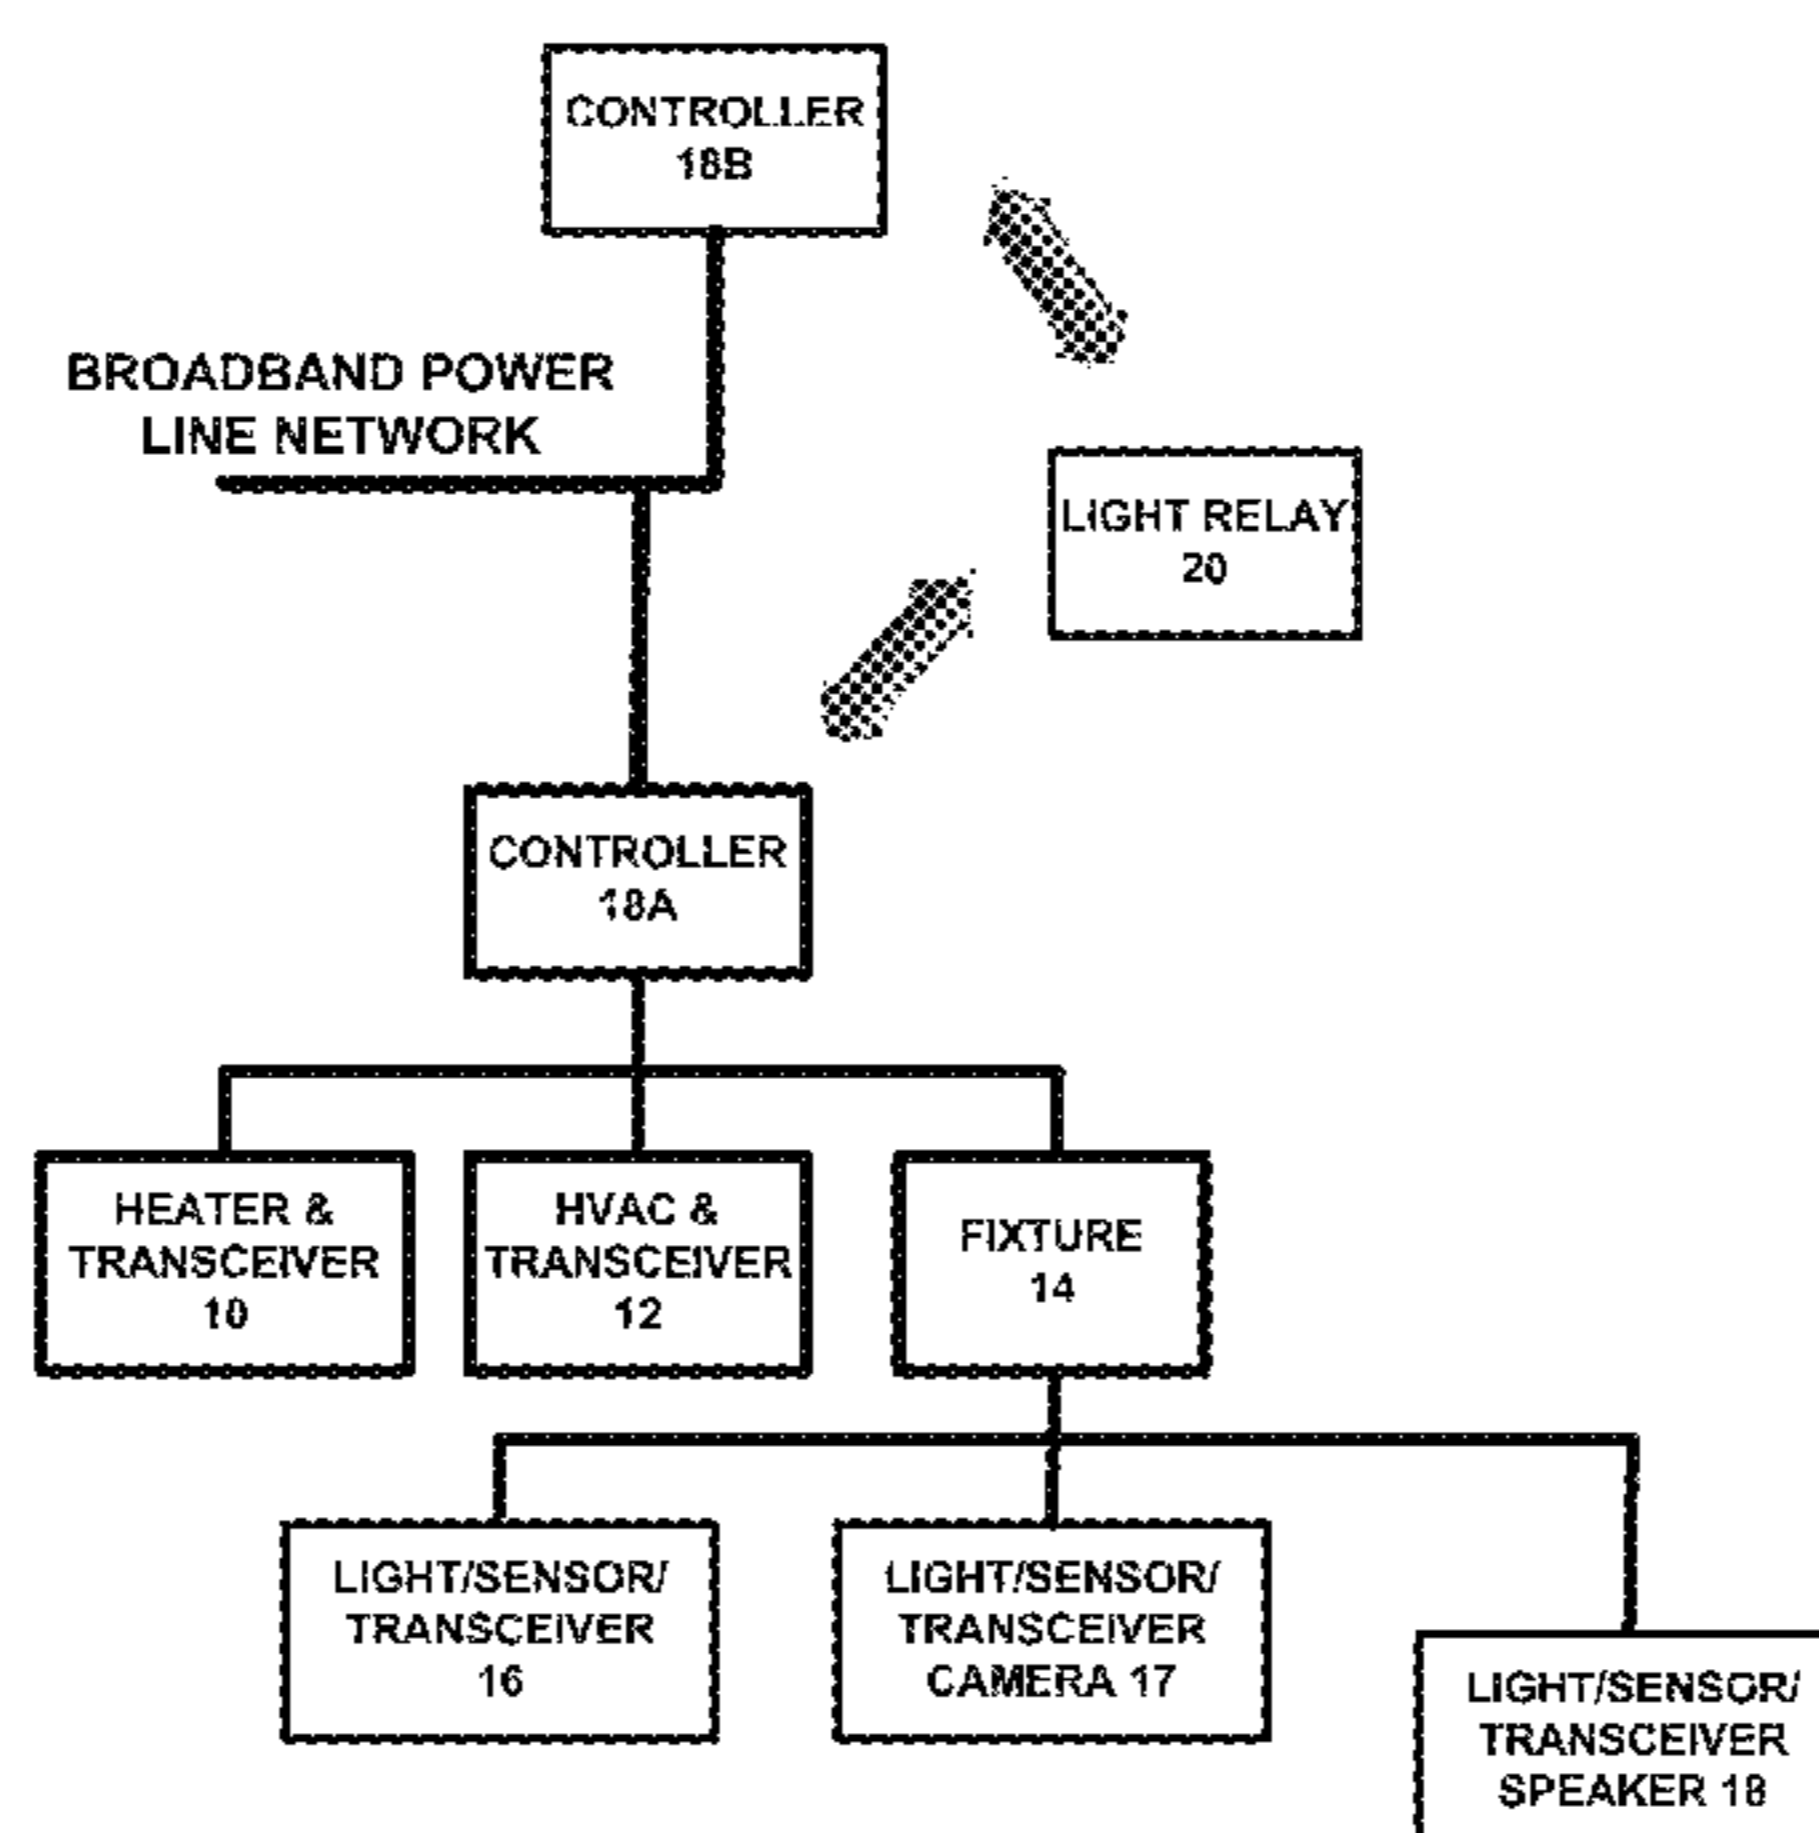 CONTROLLER
18B
BROADBAND POWER
LINE NETWORK
LIGHT RELAY
20
CONTROLLER
18A
HEATER &
TRANSCEIVER
10
HVAC &
TRANSCEIVER
12
FIXTURE
14
LIGHT/SENSOR/
TRANSCEIVER
16
LIGHT/SENSOR/
TRANSCEIVER
CAMERA 17
LIGHT/SENSOR/
TRANSCEIVER
SPEAKER 18